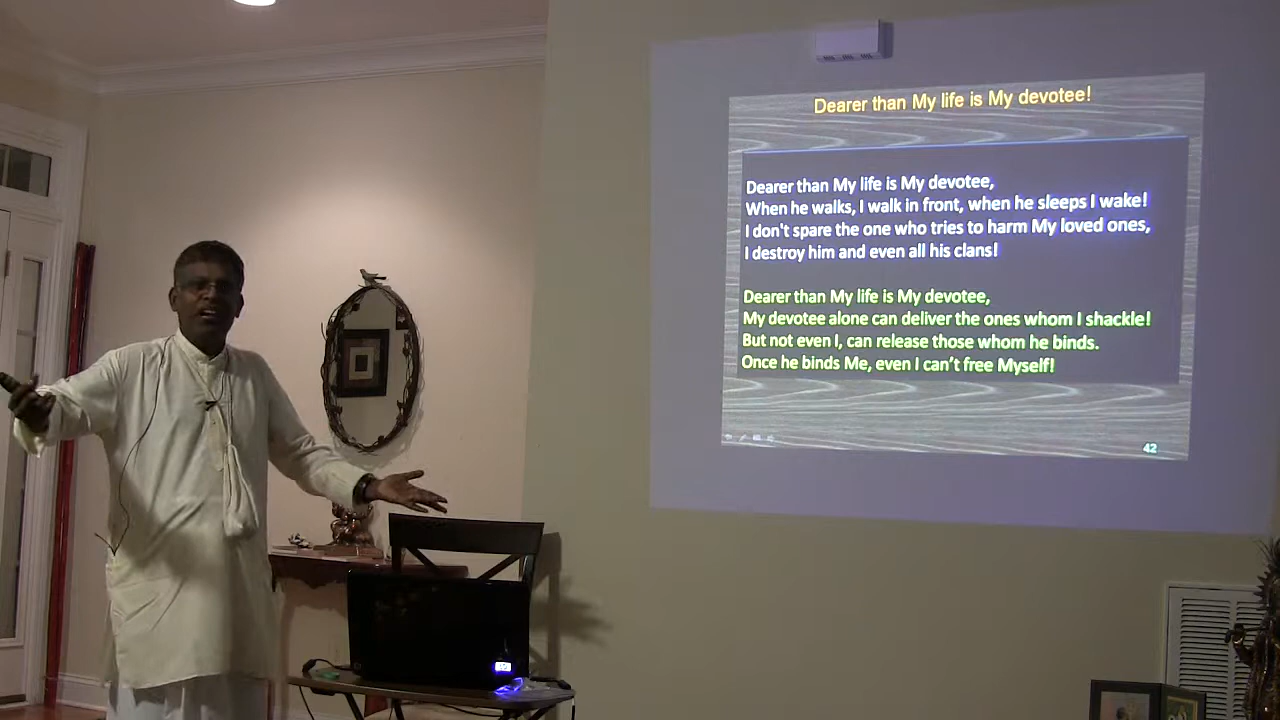 Dearer than My life is My devotee!
Dearer than My life is My devotee,
When he walks, I walk in front, when he sleeps I wake!
I don't spare the one who tries to harm My loved ones,
I destroy him and even all his clans!
Dearer than My life is My devotee,
My devotee alone can deliver the ones whom I shackle!
But not even I, can release those whom he binds.
Once he binds Me, even I can’t free Myself!
42